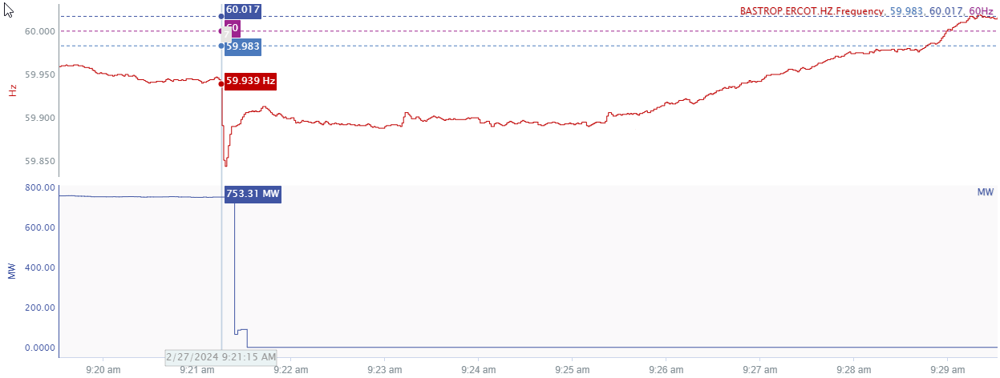 60.017
BASTROP.ERCOT.HZ.Frequency, 59.983, 60.017, 60Hz
60
60.000
59.983
59.950
59.939 Hz
Hz
59.900
59.850
800.00
753.31 MW
MW
600.00
MW
400.00
200.00
0.0000
2/27/2024 9:21:15 AM
9:20 am
9:21 am
9:22 am
9:23 am
9:24 am
9:25 am
9:26 am
9:27 am
9:28 am
9:29 am